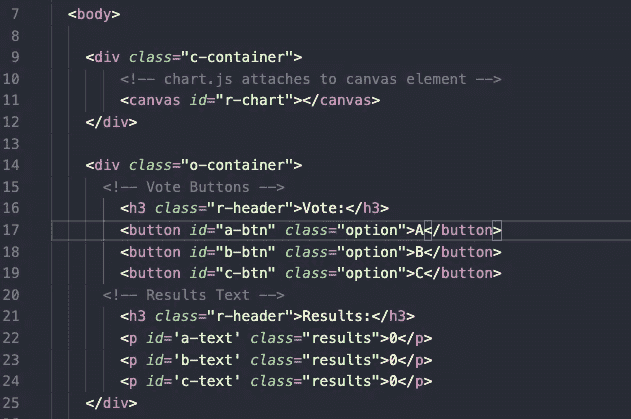 7 <body>
8
9 <div class="c-container">
10 <!-- chart.js attaches to canvas element -->
11 <canvas id="r-chart"></canvas>
12 </div>
13
14 <div class="o-container">
15 <!-- Vote Buttons -->
16 <h3 class="r-header">Vote:</h3>
17 <button id="a-btn" class="option">A</button>
18 <button id="b-btn" class="option">B</button>
19 <button id="c-btn" class="option">C</button>
20 <!-- Results Text -->
21 <h3 class="r-header">Results:</h3>
22 <p id='a-text' class="results">0</p>
23 <p id='b-text' class="results">0</p>
24 <p id='c-text' class="results">0</p>
25 </div>